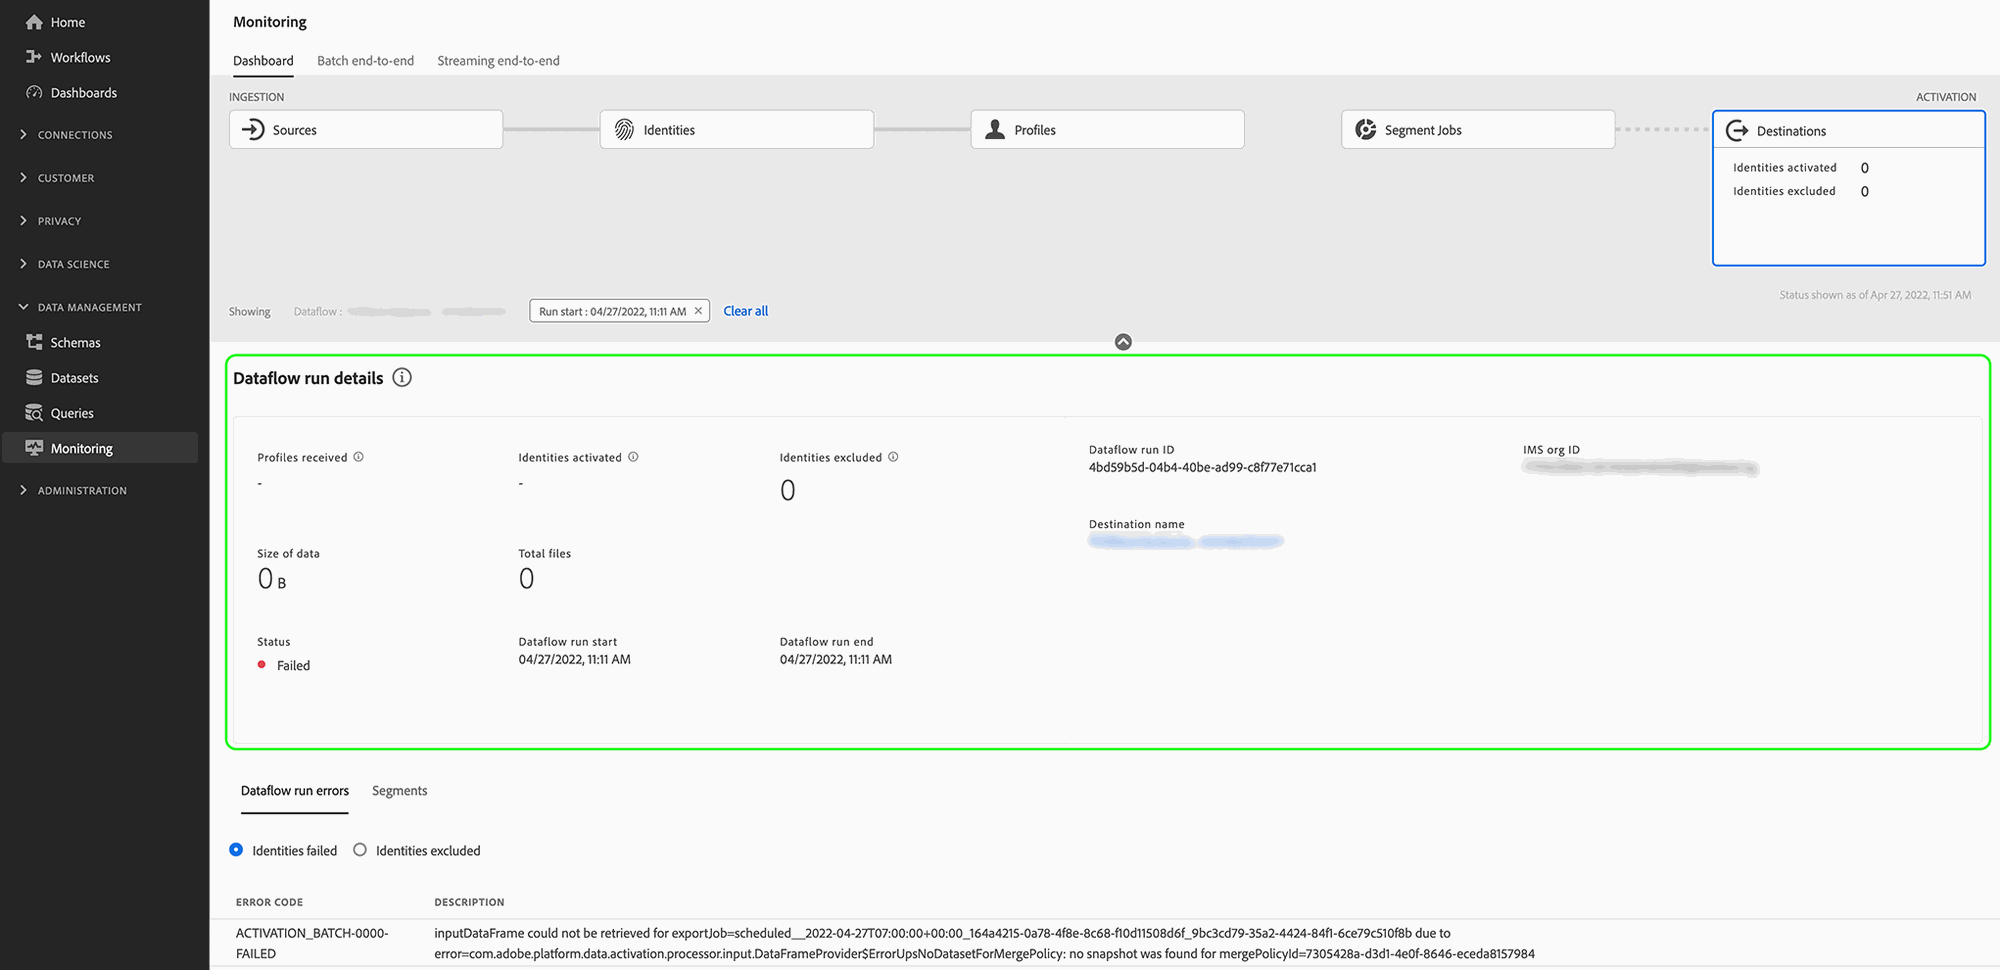 Home
Workflows
Dashboards
CONNECTIONS
CUSTOMER
PRIVACY
DATA SCIENCE
DATA MANAGEMENT
Schemas
Datasets
Queries
Monitoring
ADMINISTRATION
Monitoring
Dashboard Batch end-to-end Streaming end-to-end
INGESTION ACTIVATION
Sources Identities Profiles Segment Jobs Destinations
Identities activated 0
Identities excluded 0
Status shown as of Apr 27, 2022, 11:51 AM
Showing Dataflow : Run start : 04/27/2022, 11:11 AM Clear all
Dataflow run details
Profiles received Identities activated Identities excluded
- - 0
Size of data Total files
0 B 0
Status Dataflow run start Dataflow run end
Failed 04/27/2022, 11:11 AM 04/27/2022, 11:11 AM
Dataflow run ID IMS org ID
4bd59b5d-04b4-40be-ad99-c8f77e71cca1
Destination name
Dataflow run errors Segments
Identities failed Identities excluded
ERROR CODE DESCRIPTION
ACTIVATION_BATCH-0000-
FAILED
inputDataFrame could not be retrieved for exportJob=scheduled__2022-04-27T07:00:00+00:00_164a4215-0a78-4f8e-8c68-f10d11508d6f_9bc3cd79-35a2-4424-84f1-6ce79c510f8b due to
error=com.adobe.platform.data.activation.processor.input.DataFrameProvider$ErrorUpsNoDatasetForMergePolicy: no snapshot was found for mergePolicyId=7305428a-d3d1-4e0f-8646-eceda8157984